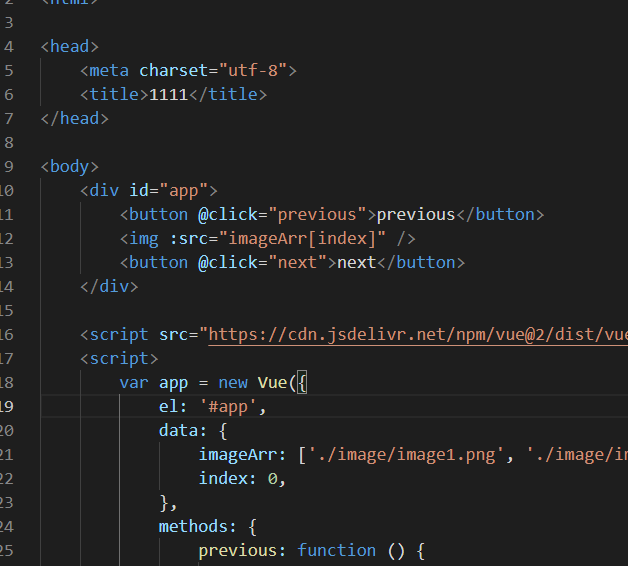 2 <html>
3
4 <head>
5 <meta charset="utf-8">
6 <title>1111</title>
7 </head>
8
9 <body>
10 <div id="app">
11 <button @click="previous">previous</button>
12 <img :src="imageArr[index]" />
13 <button @click="next">next</button>
14 </div>
15
16 <script src="https://cdn.jsdelivr.net/npm/vue@2/dist/vue
17 <script>
18 var app = new Vue({
19 el: '#app',
20 data: {
21 imageArr: ['./image/image1.png', './image/i
22 index: 0,
23 },
24 methods: {
25 previous: function () {